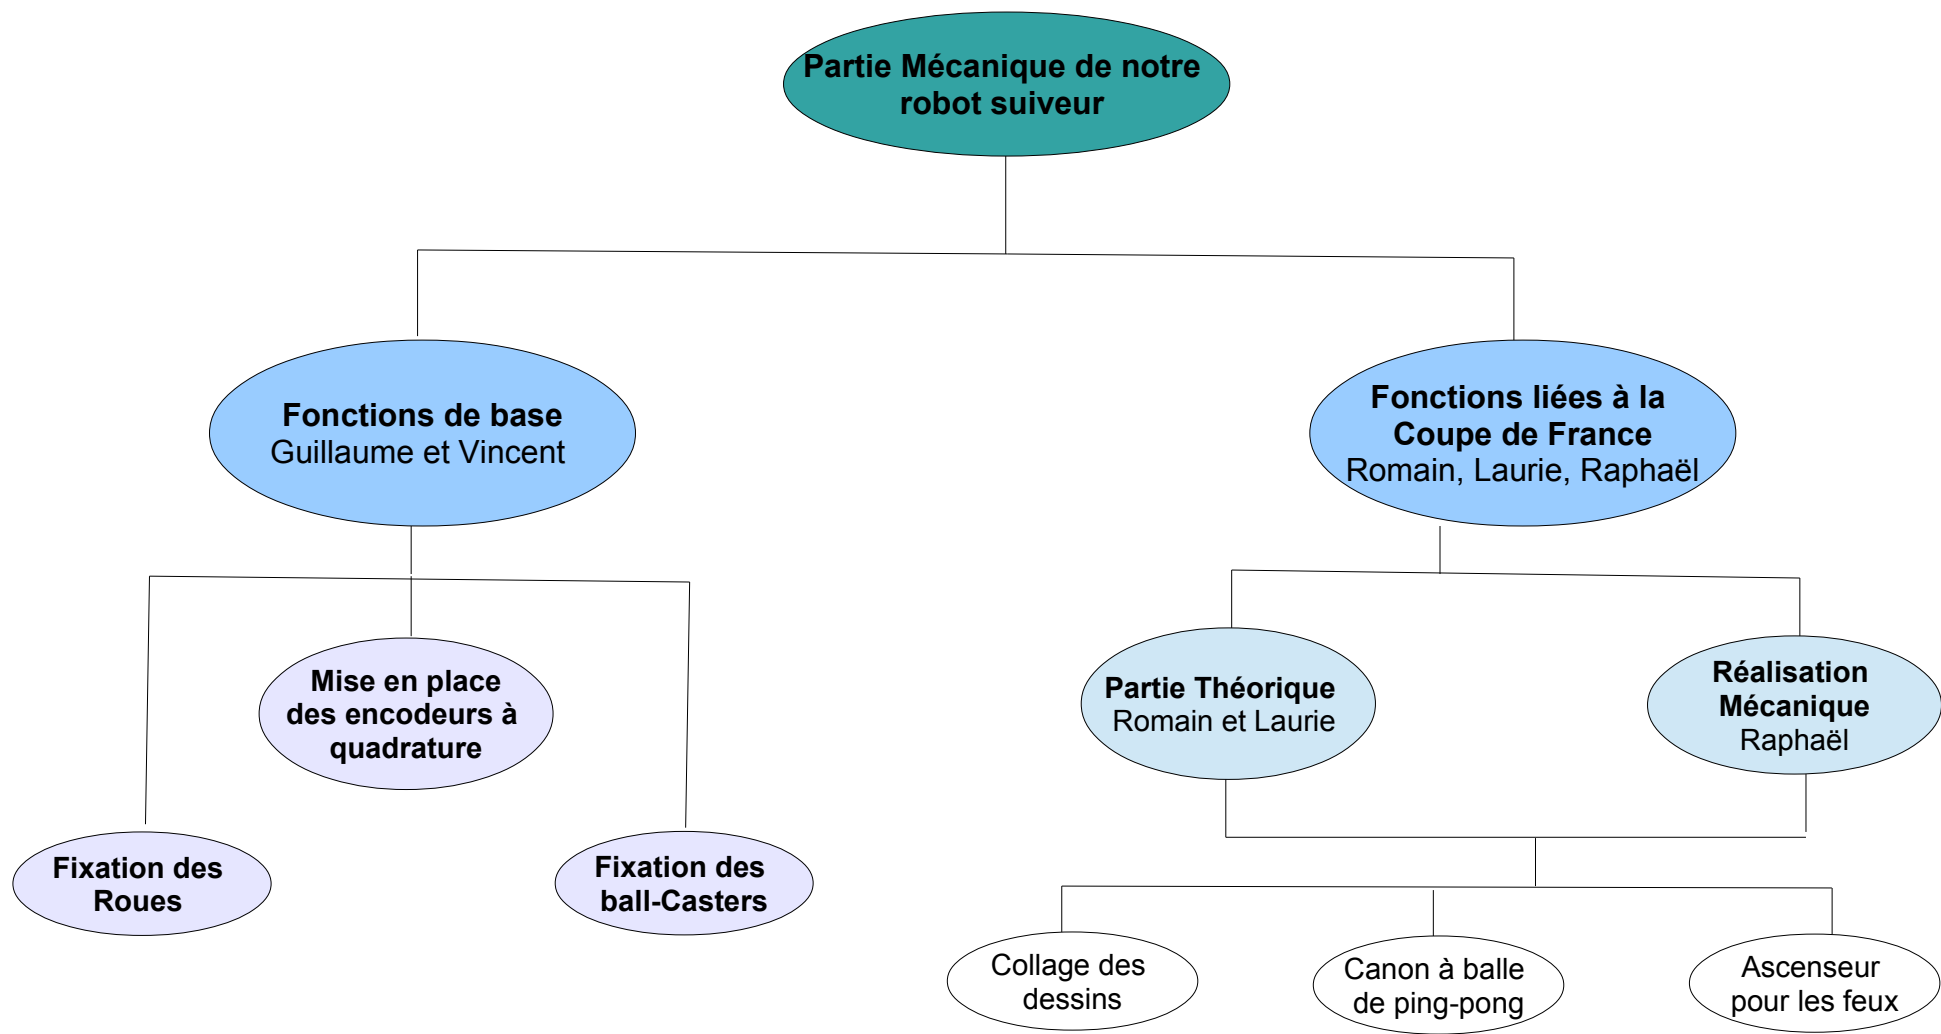 Partie Mécanique de notre
robot suiveur
Fonctions de base
Guillaume et Vincent
Fonctions liées à la
Coupe de France
Romain, Laurie, Raphaël
Mise en place
des encodeurs à
quadrature
Partie Théorique
Romain et Laurie
Réalisation
Mécanique
Raphaël
Fixation des
Roues
Fixation des
ball-Casters
Collage des
dessins
Canon à balle
de ping-pong
Ascenseur
pour les feux